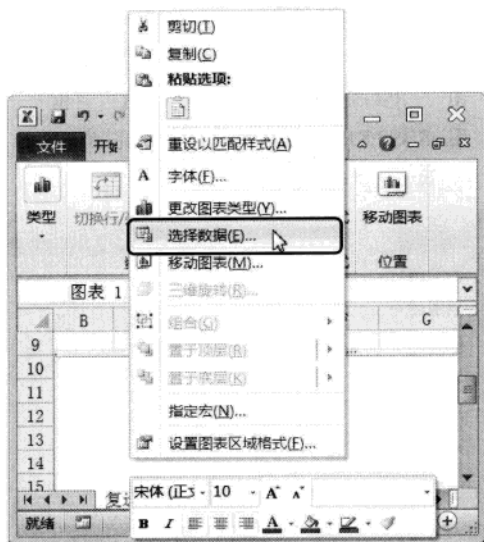 剪切(T)
复制(C)
粘贴选项:
重设以匹配样式(A)
字体(F)...
更改图表类型(Y)...
选择数据(E)...
移动图表(M)...
三维旋转(R)...
组合(G)
置于顶层(R)
置于底层(K)
指定宏(N)...
设置图表区域格式(F)...
文件 开始
类型 切换行/
移动图表
位置
图表 1
B G
9
10
11
12
13
14
15
宋体 (正文 10 A A
B I A
就绪